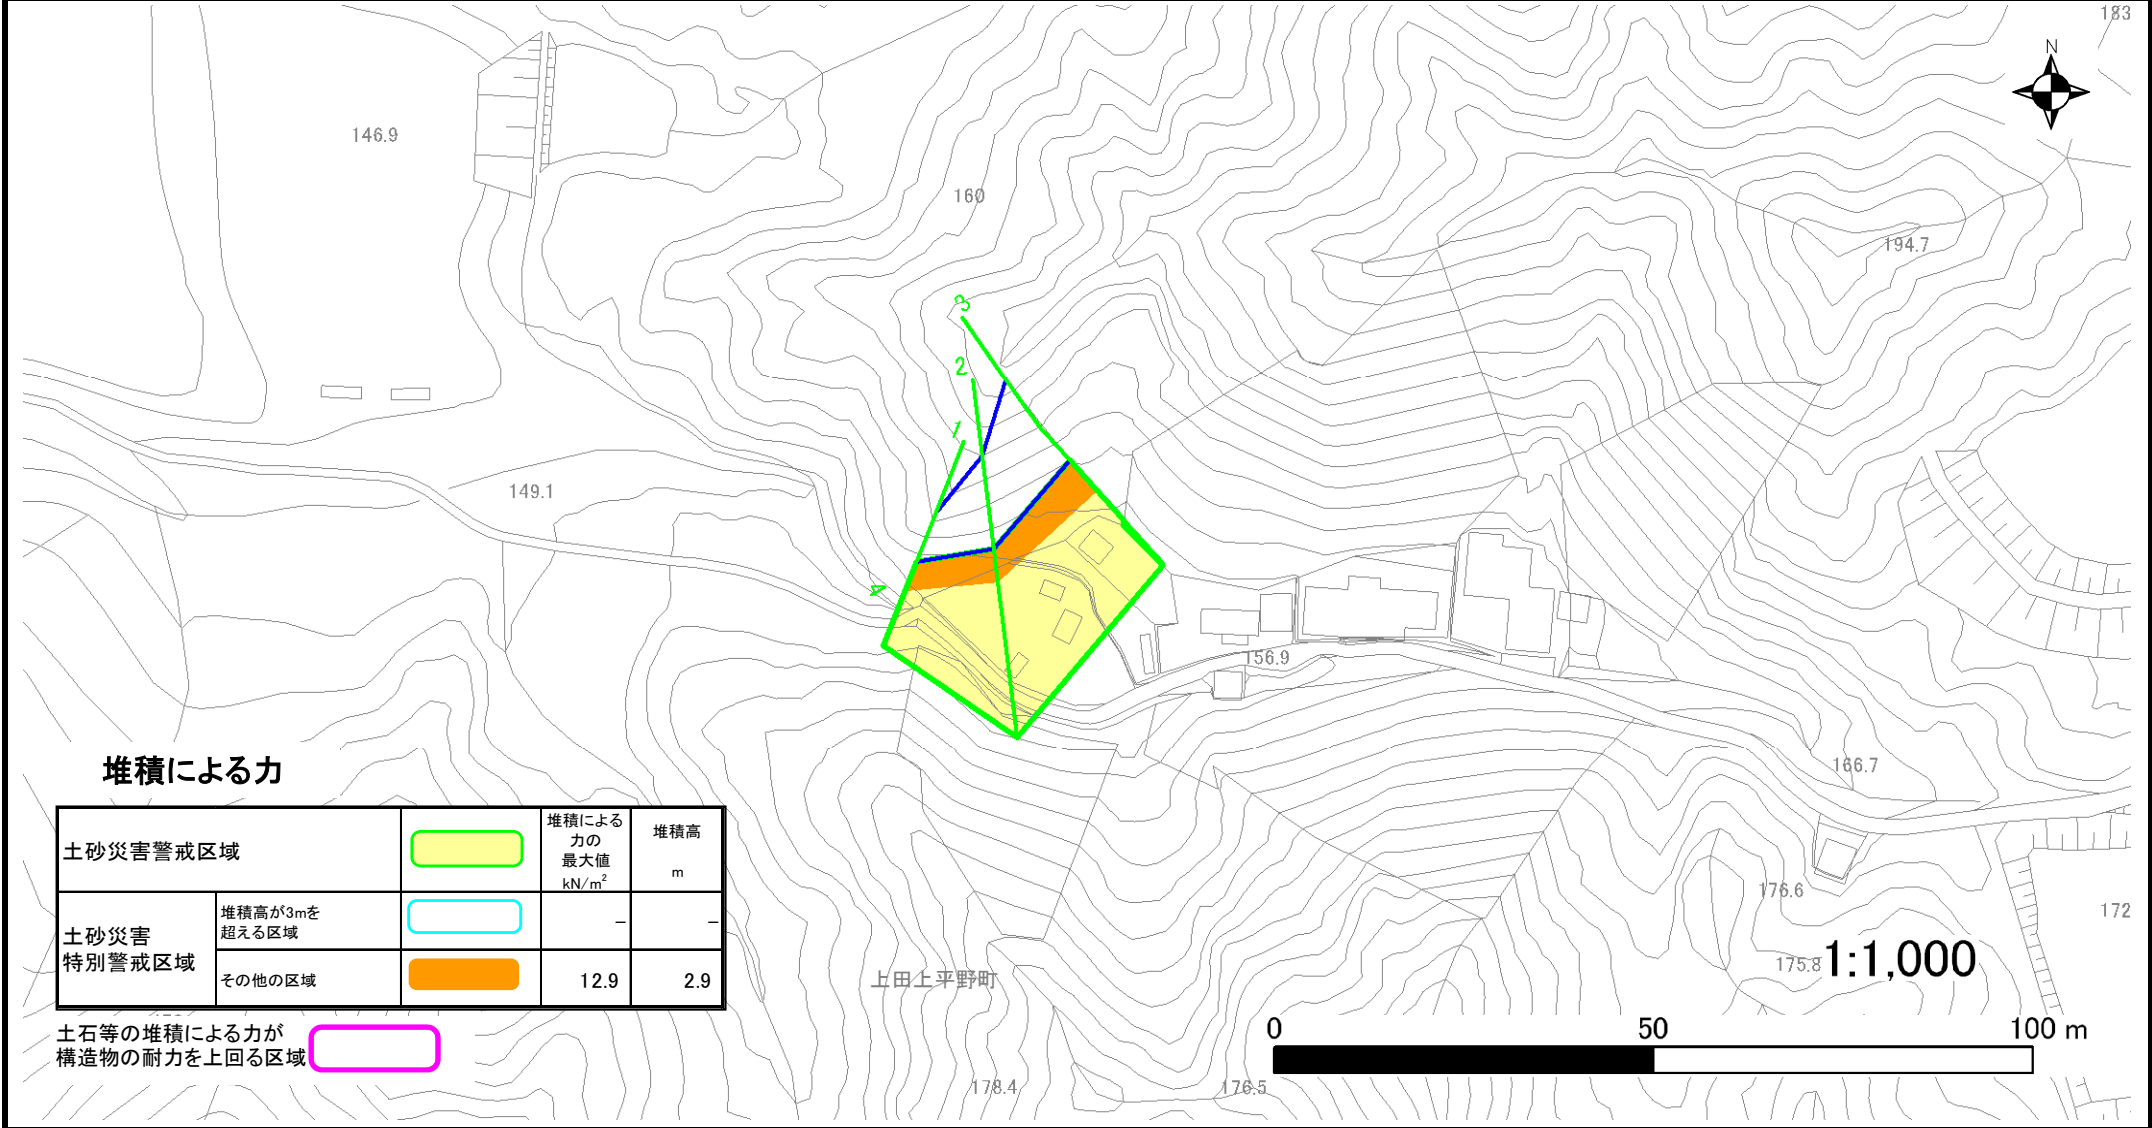 183
N
146.9
160
194.7
3
2
1
149.1
4
156.9
166.7
堆積による力
土砂災害警戒区域
堆積による
力の
最大値
kN/m²
堆積高
m
土砂災害
特別警戒区域
堆積高が3mを
超える区域
–
–
その他の区域
12.9
2.9
土石等の堆積による力が
構造物の耐力を上回る区域
176.6
172
175.8
1:1,000
上田上平野町
0
50
100 m
178.4
176.5